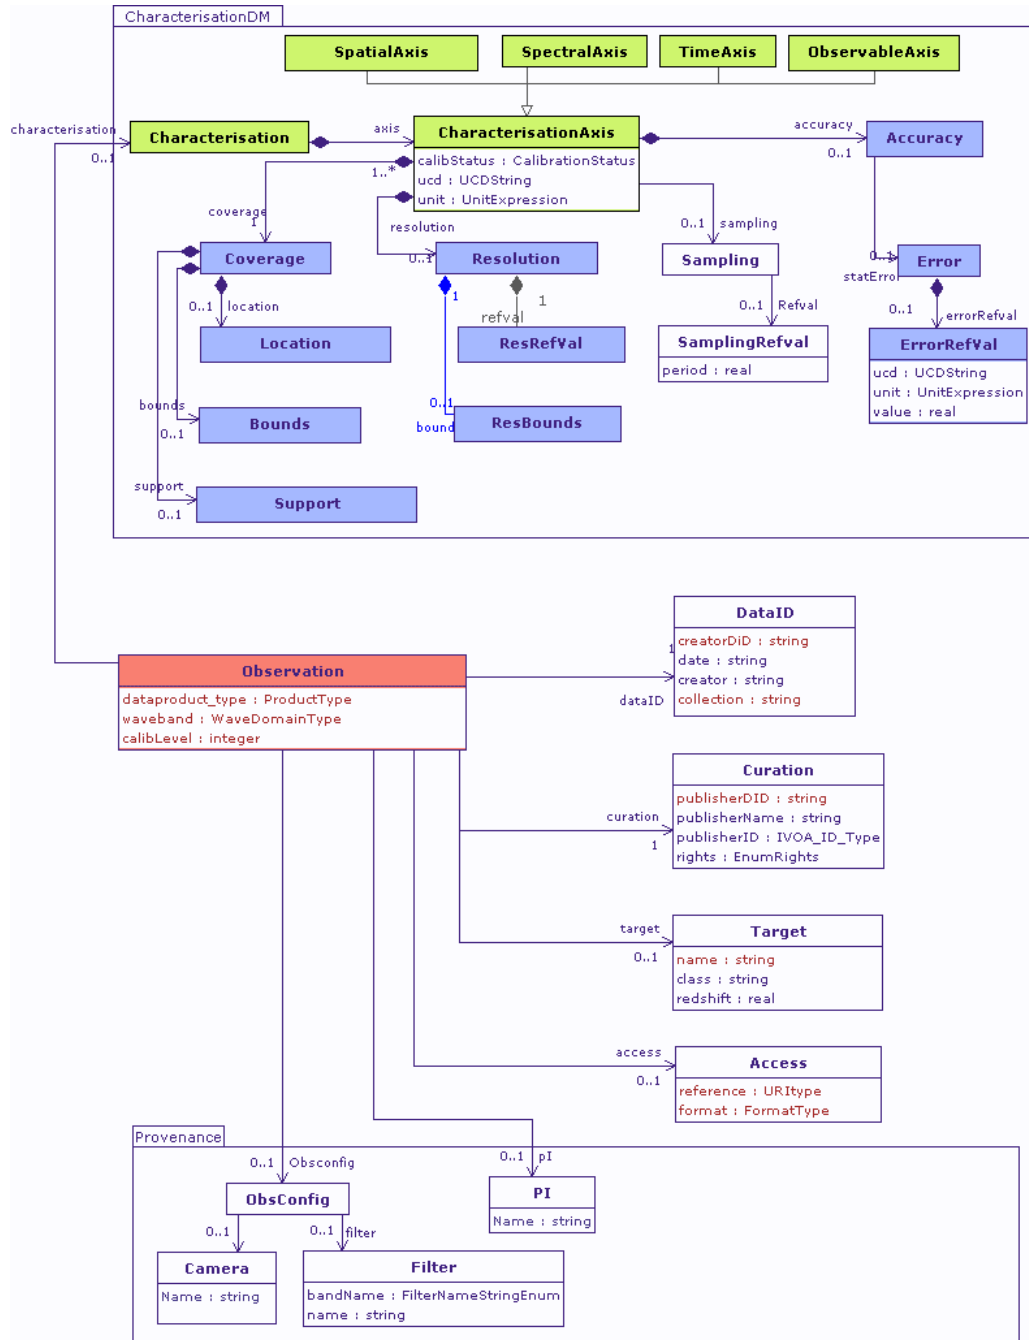 CharacterisationDM
SpatialAxis
SpectralAxis
TimeAxis
ObservableAxis
characterisation
0..1
Characterisation
axis
1..*
CharacterisationAxis
calibStatus : CalibrationStatus
ucd : UCDString
unit : UnitExpression
accuracy
0..1
Accuracy
coverage
1
resolution
0..1
0..1
sampling
Coverage
Resolution
Sampling
0..1
statError
Error
0..1
location
1
refval
1
0..1
Refval
0..1
errorRefval
Location
ResRefVal
SamplingRefval
period : real
ErrorRefVal
ucd : UCDString
unit : UnitExpression
value : real
bounds
0..1
Bounds
0..1
bound
ResBounds
support
0..1
Support
DataID
creatorDiD : string
date : string
creator : string
collection : string
1
dataID
Observation
dataproduct_type : ProductType
waveband : WaveDomainType
calibLevel : integer
Curation
publisherDID : string
publisherName : string
publisherID : IVOA_ID_Type
rights : EnumRights
curation
1
target
0..1
Target
name : string
class : string
redshift : real
access
0..1
Access
reference : URItype
format : FormatType
Provenance
0..1
Obsconfig
0..1
pI
ObsConfig
PI
Name : string
0..1
0..1
filter
Camera
Name : string
Filter
bandName : FilterNameStringEnum
name : string